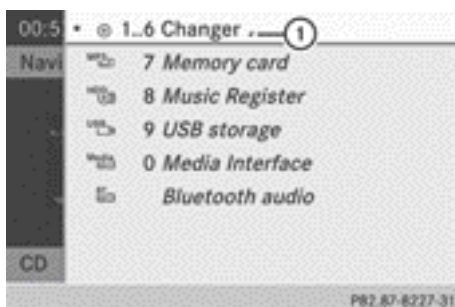 00:5 • 1..6 Changer 1
Navi 7 Memory card
8 Music Register
9 USB storage
0 Media Interface
Bluetooth audio
CD
P82.87-8227-31